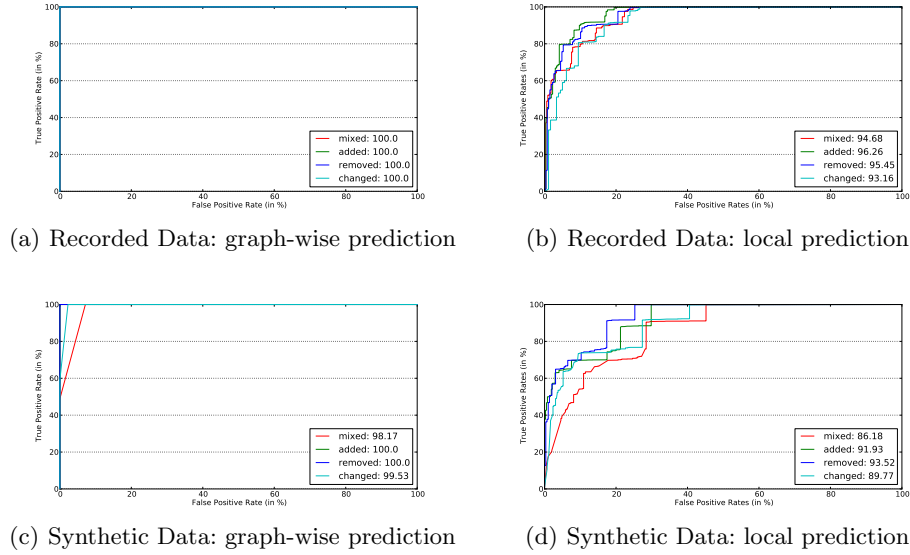 100
80
60
40
20
0
0
20
40
60
80
100
True Positive Rate (in %)
False Positive Rate (in %)
mixed: 100.0
added: 100.0
removed: 100.0
changed: 100.0
(a) Recorded Data: graph-wise prediction
100
80
60
40
20
0
0
20
40
60
80
100
True Positive Rates (in %)
False Positive Rates (in %)
mixed: 94.68
added: 96.26
removed: 95.45
changed: 93.16
(b) Recorded Data: local prediction
100
80
60
40
20
0
0
20
40
60
80
100
True Positive Rate (in %)
False Positive Rate (in %)
mixed: 98.17
added: 100.0
removed: 100.0
changed: 99.53
(c) Synthetic Data: graph-wise prediction
100
80
60
40
20
0
0
20
40
60
80
100
True Positive Rates (in %)
False Positive Rates (in %)
mixed: 86.18
added: 91.93
removed: 93.52
changed: 89.77
(d) Synthetic Data: local prediction